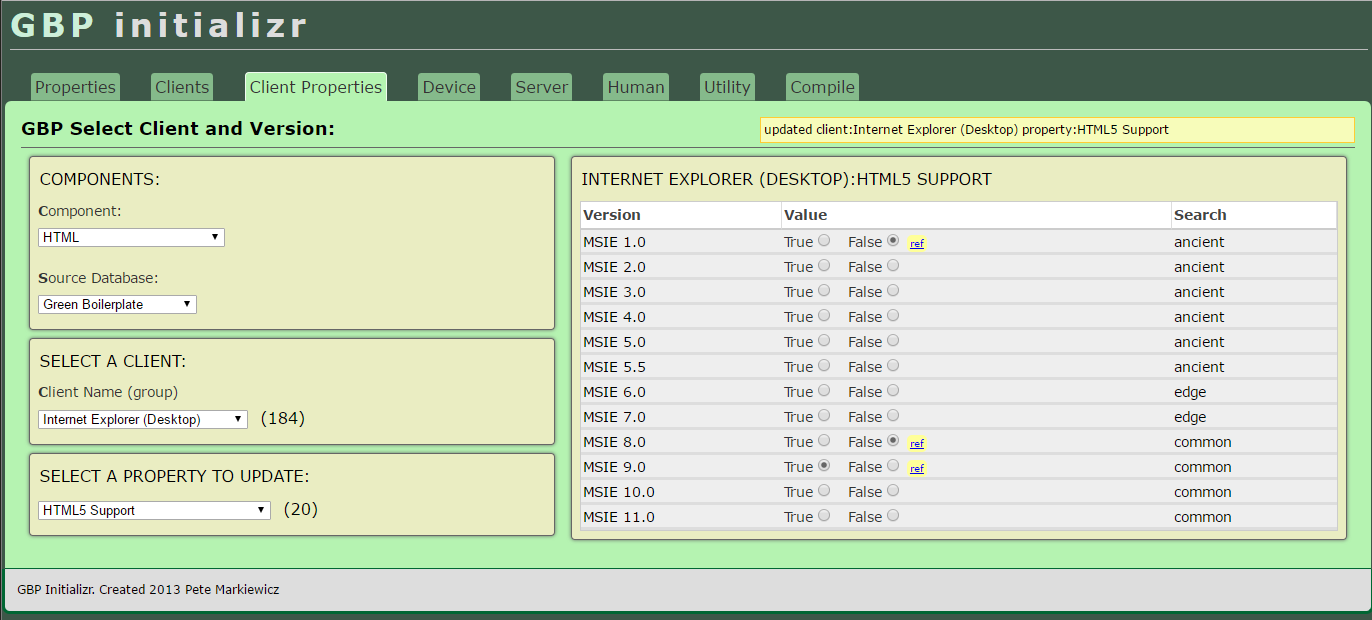 GBP initializr
Properties Clients Client Properties Device Server Human Utility Compile
GBP Select Client and Version:
updated client:Internet Explorer (Desktop) property:HTML5 Support
COMPONENTS:
Component:
HTML
Source Database:
Green Boilerplate
SELECT A CLIENT:
Client Name (group)
Internet Explorer (Desktop) (184)
SELECT A PROPERTY TO UPDATE:
HTML5 Support (20)
INTERNET EXPLORER (DESKTOP):HTML5 SUPPORT
Version Value Search
MSIE 1.0 True False ref ancient
MSIE 2.0 True False ancient
MSIE 3.0 True False ancient
MSIE 4.0 True False ancient
MSIE 5.0 True False ancient
MSIE 5.5 True False ancient
MSIE 6.0 True False edge
MSIE 7.0 True False edge
MSIE 8.0 True False ref common
MSIE 9.0 True False ref common
MSIE 10.0 True False common
MSIE 11.0 True False common
GBP Initializr. Created 2013 Pete Markiewicz